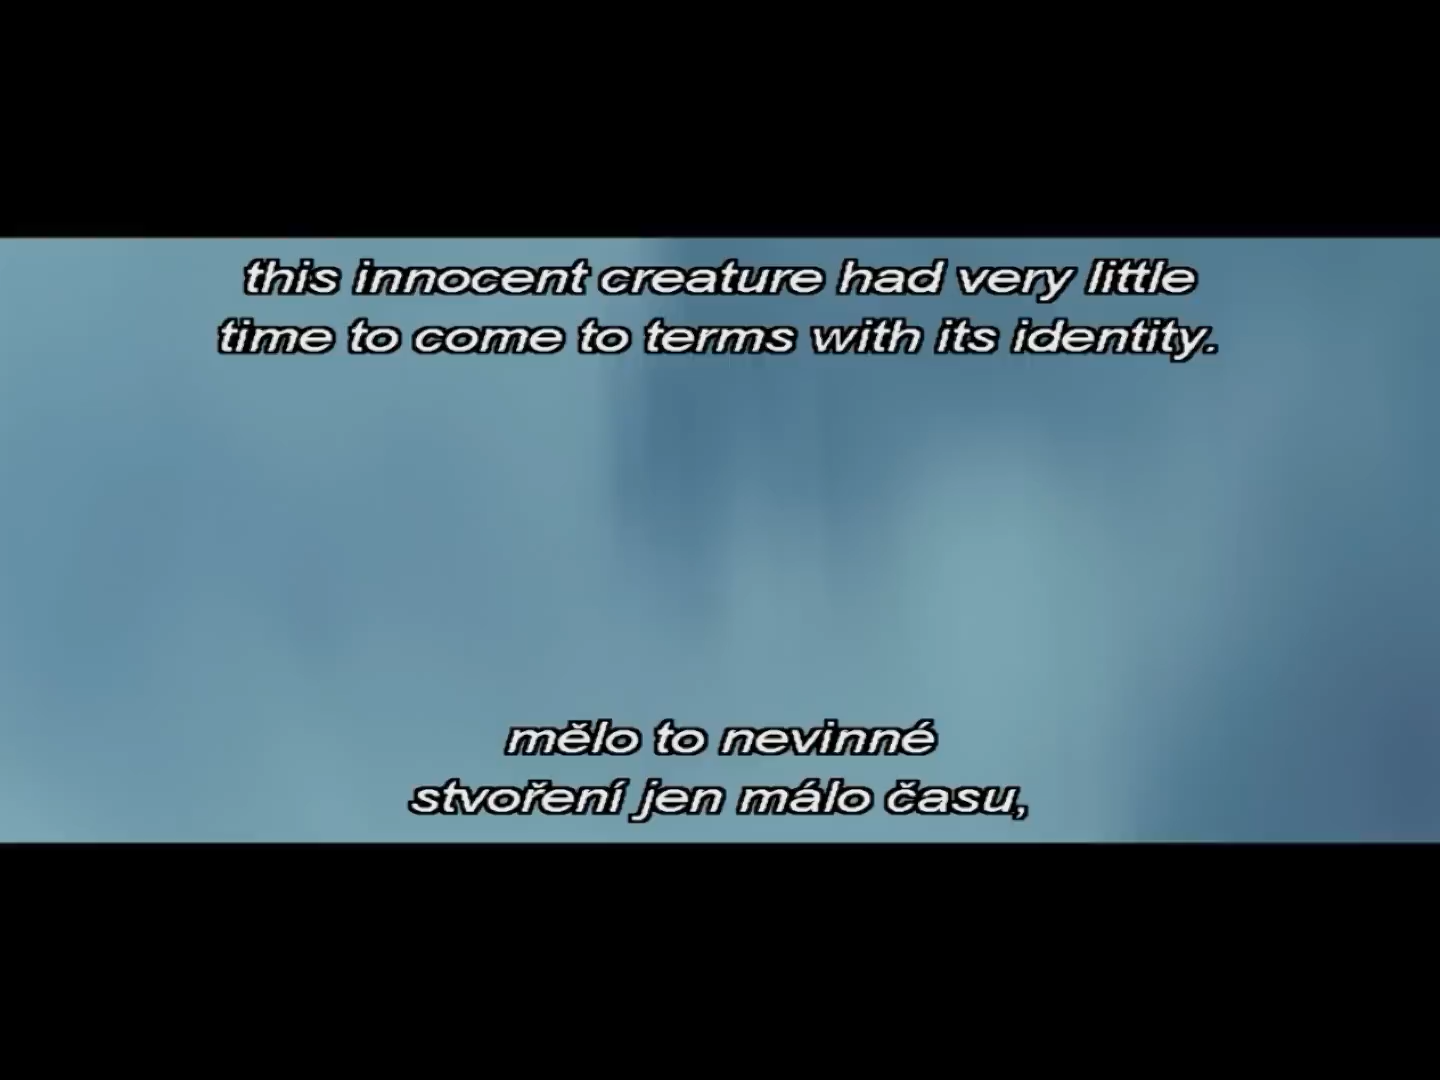 this innocent creature had very little
time to come to terms with its identity.
mělo to nevinné
stvoření jen málo času,